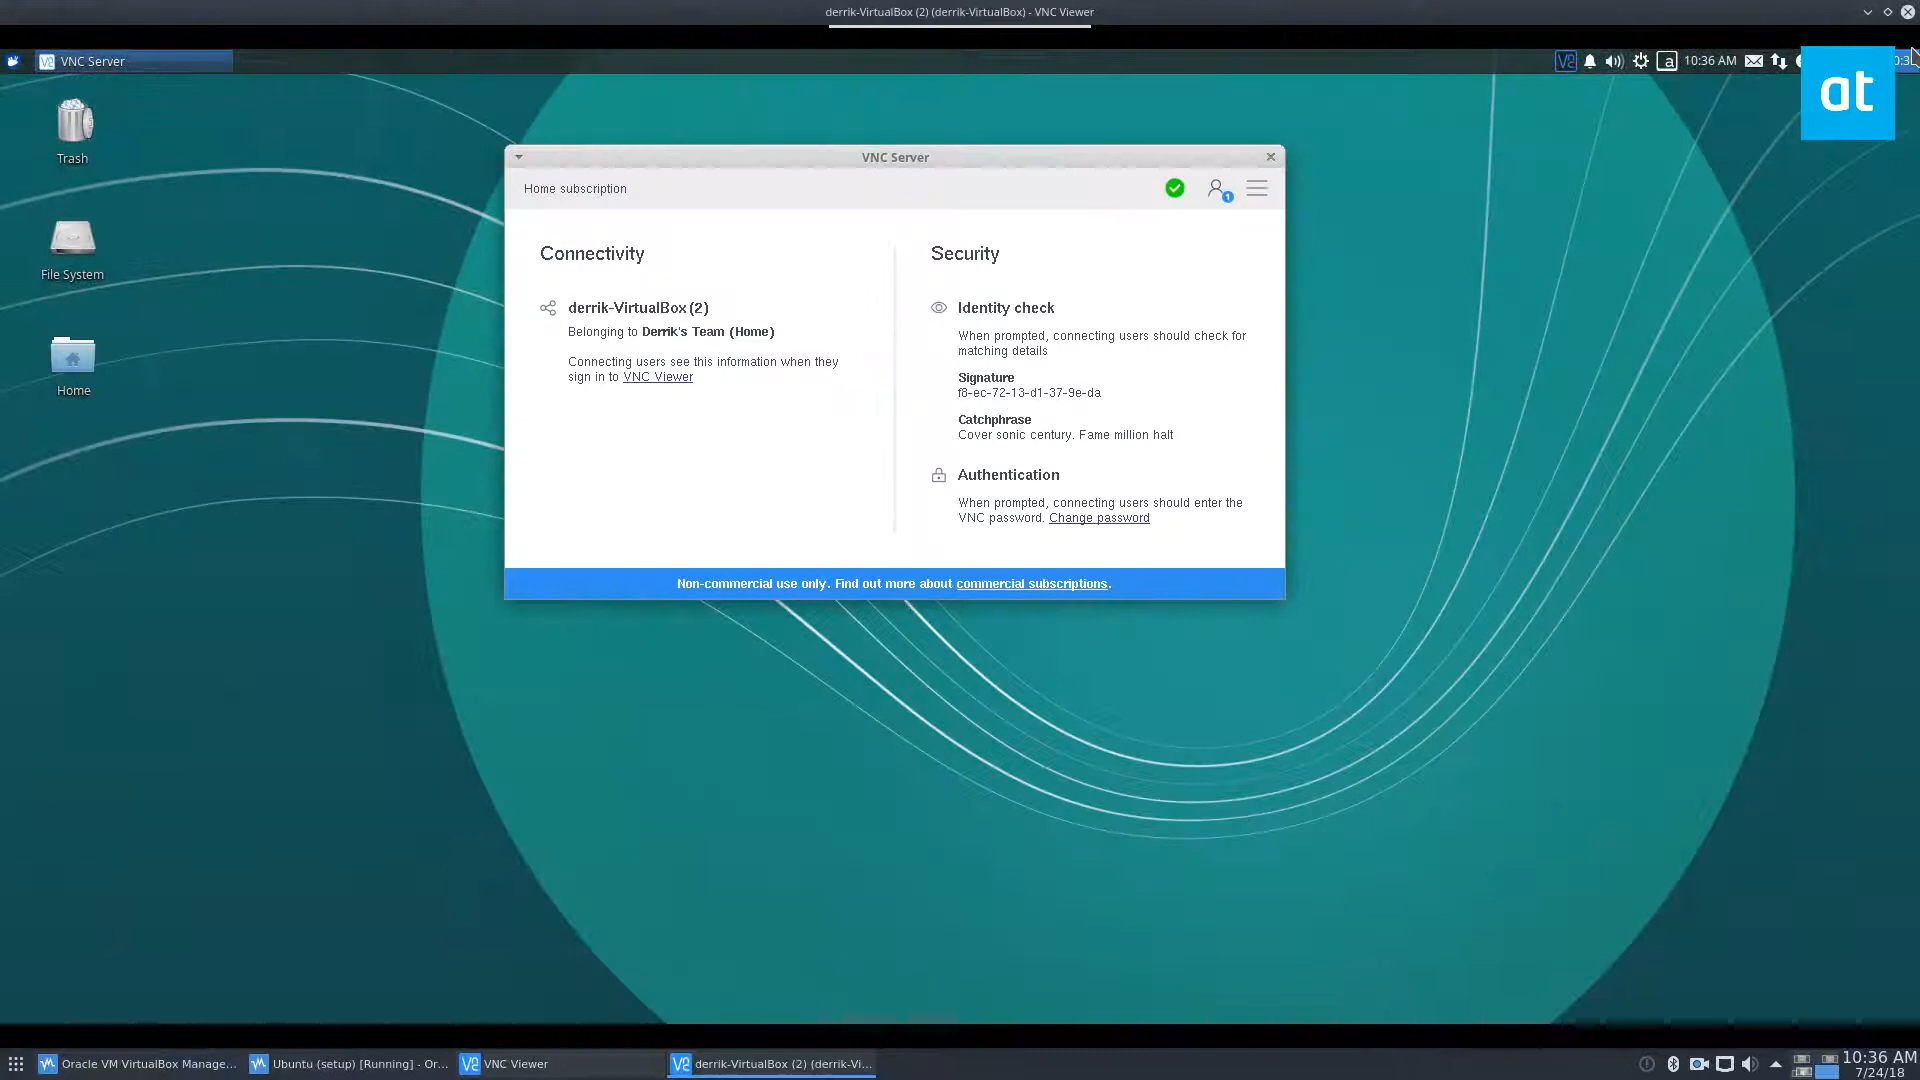 derrik-VirtualBox (2) (derrik-VirtualBox) - VNC Viewer
VNC Server
10:36 AM
at
Trash
File System
Home
VNC Server
Home subscription
1
Connectivity
derrik-VirtualBox (2)
Belonging to Derrik's Team (Home)
Connecting users see this information when they
sign in to VNC Viewer
Security
Identity check
When prompted, connecting users should check for
matching details
Signature
f8-ec-72-13-d1-37-9e-da
Catchphrase
Cover sonic century. Fame million halt
Authentication
When prompted, connecting users should enter the
VNC password. Change password
Non-commercial use only. Find out more about commercial subscriptions.
Oracle VM VirtualBox Manage...
Ubuntu (setup) [Running] - Or...
VNC Viewer
derrik-VirtualBox (2) (derrik-Vi...
10:36 AM
7/24/18